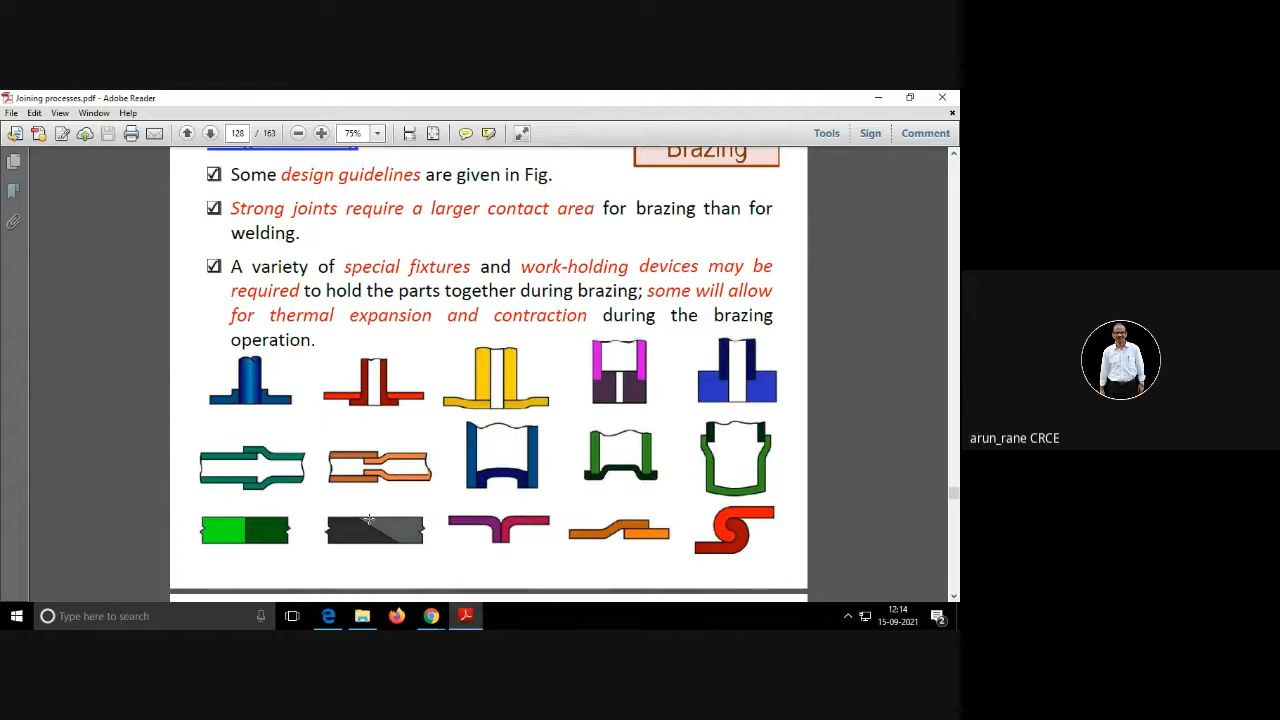 Joining processes.pdf - Adobe Reader
File Edit View Window Help
128 / 163 75% Tools Sign Comment
Brazing
Some design guidelines are given in Fig.
Strong joints require a larger contact area for brazing than for
welding.
A variety of special fixtures and work-holding devices may be
required to hold the parts together during brazing; some will allow
for thermal expansion and contraction during the brazing
operation.
arun_rane CRCE
Type here to search
12:14
15-09-2021
2